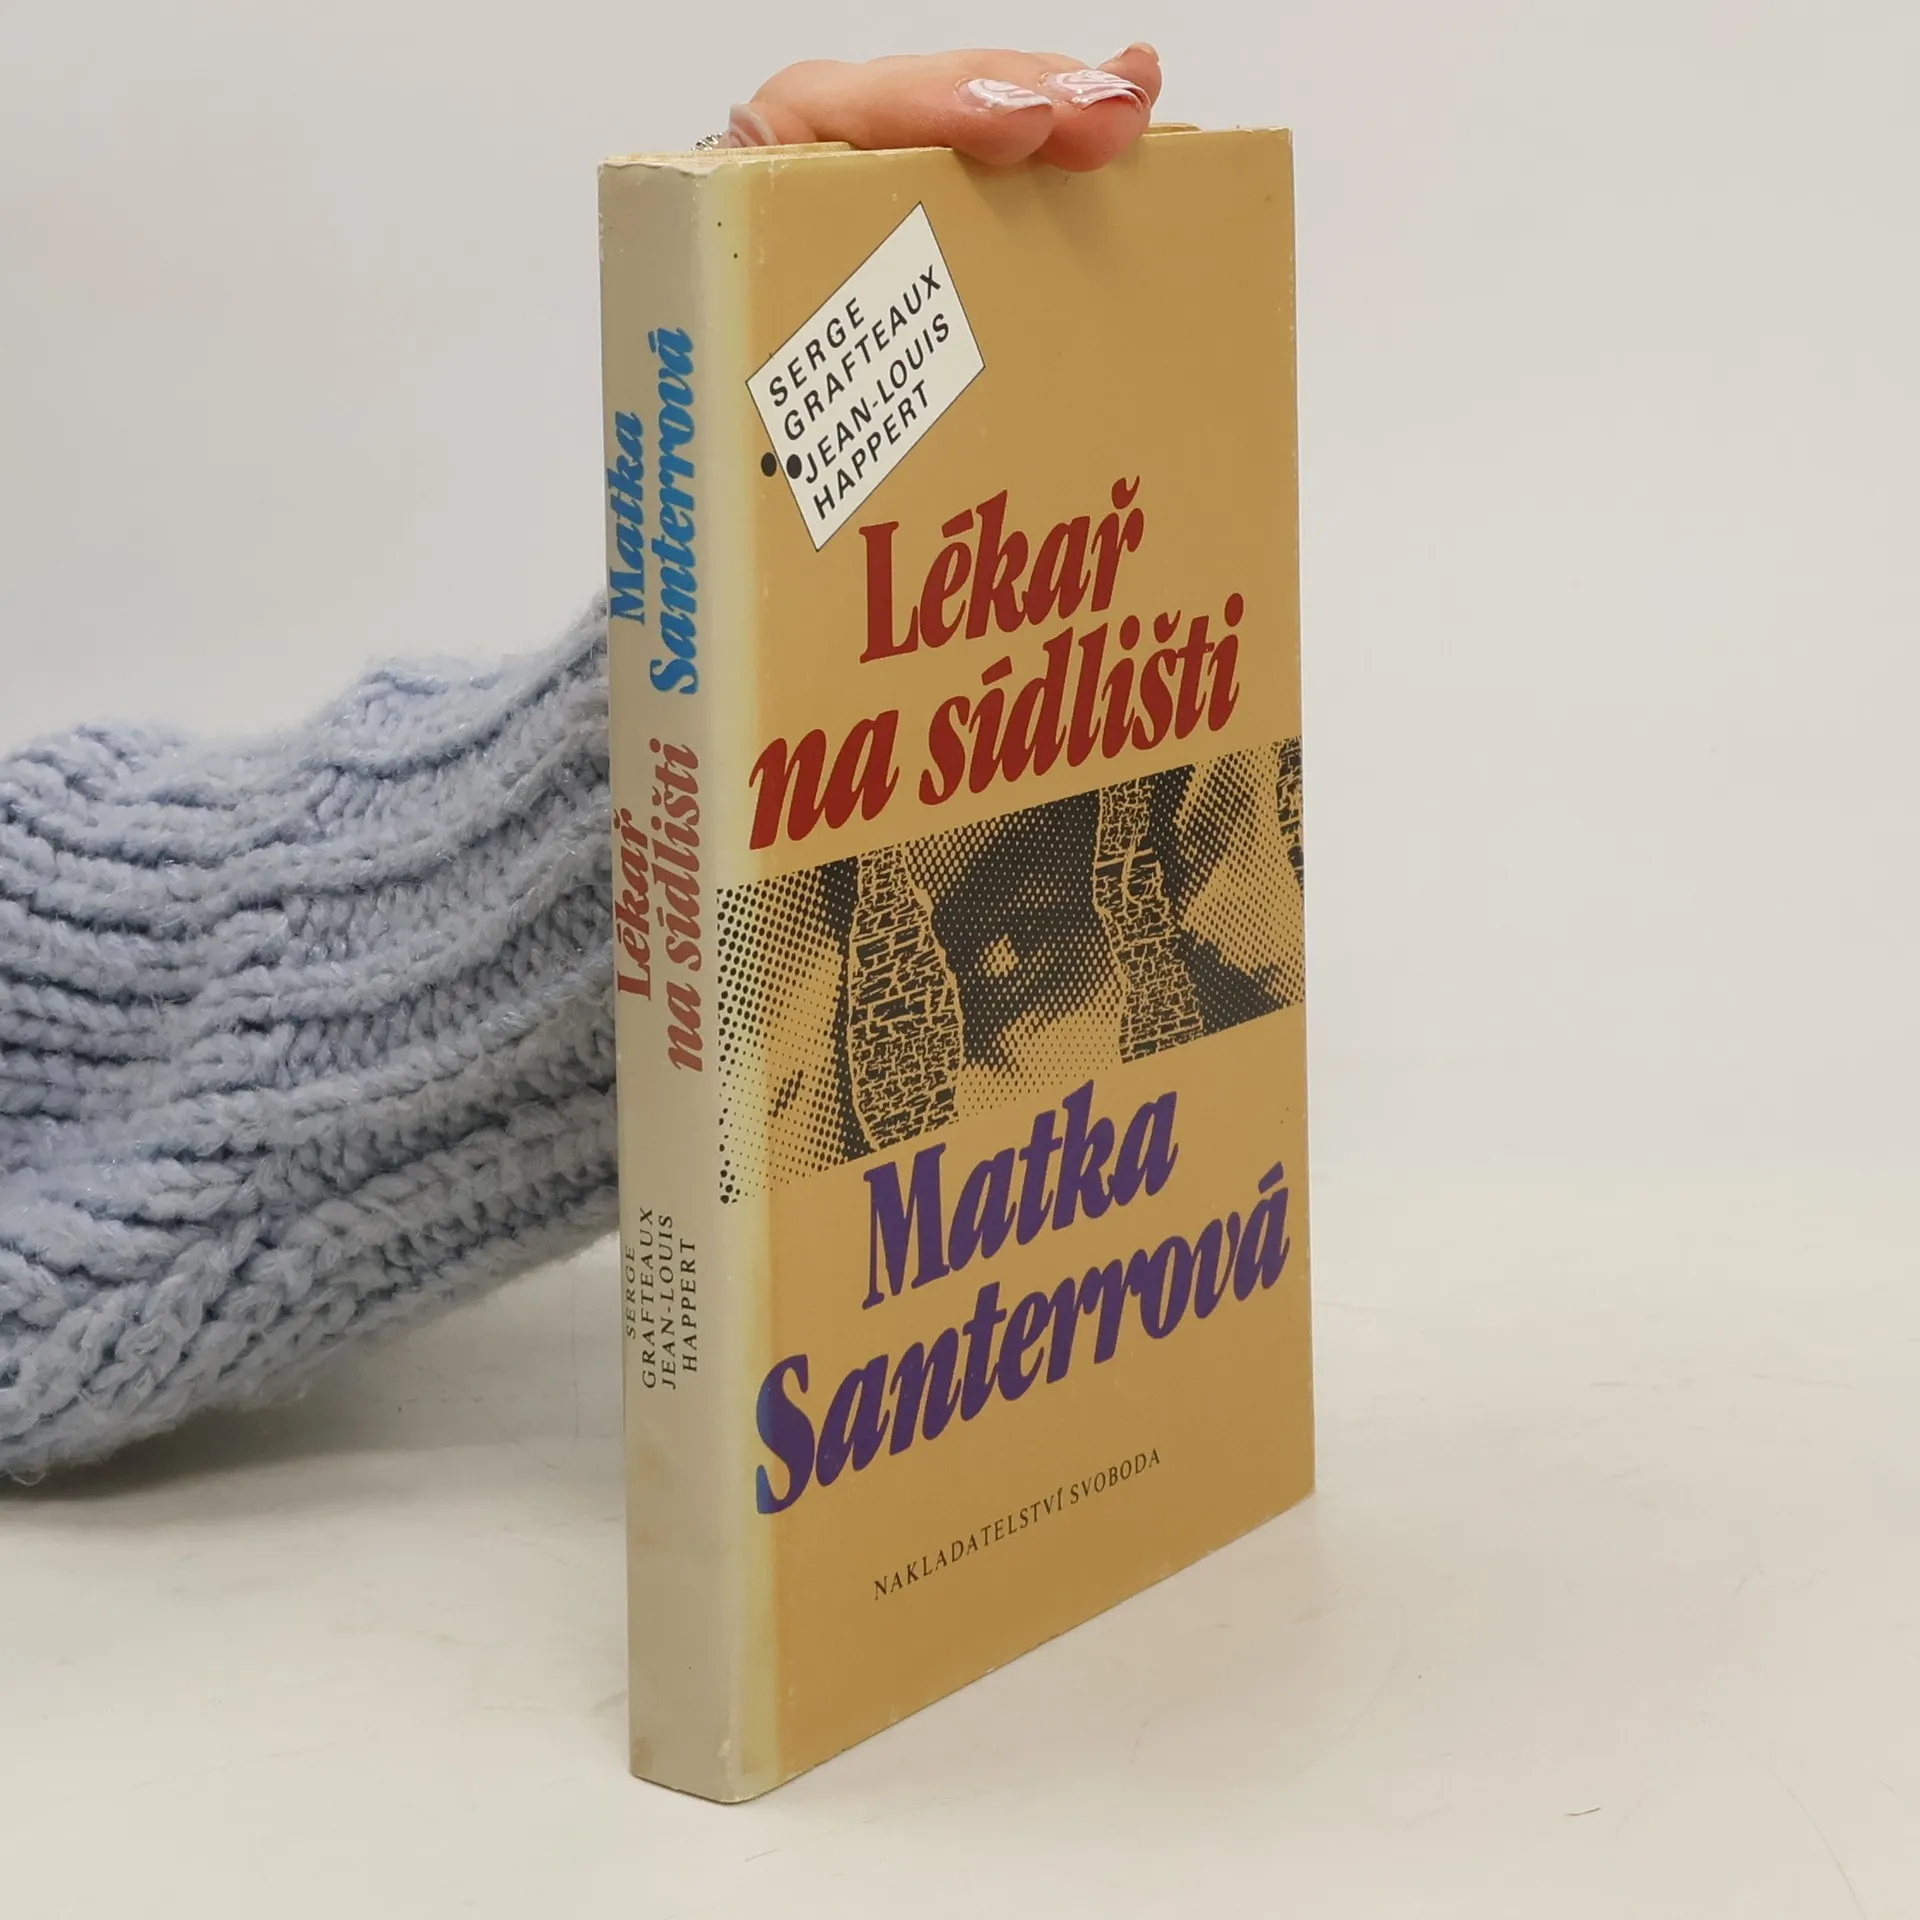 SERGE
GRAFTEAUX
JEAN-LOUIS
HAPPERT
Lékař
na sídlišti
Matka
Santerrová
NAKLADATELSTVÍ SVOBODA
Matka
Santerrová
Lékař
na sídlišti
SERGE
GRAFTEAUX
JEAN-LOUIS
HAPPERT